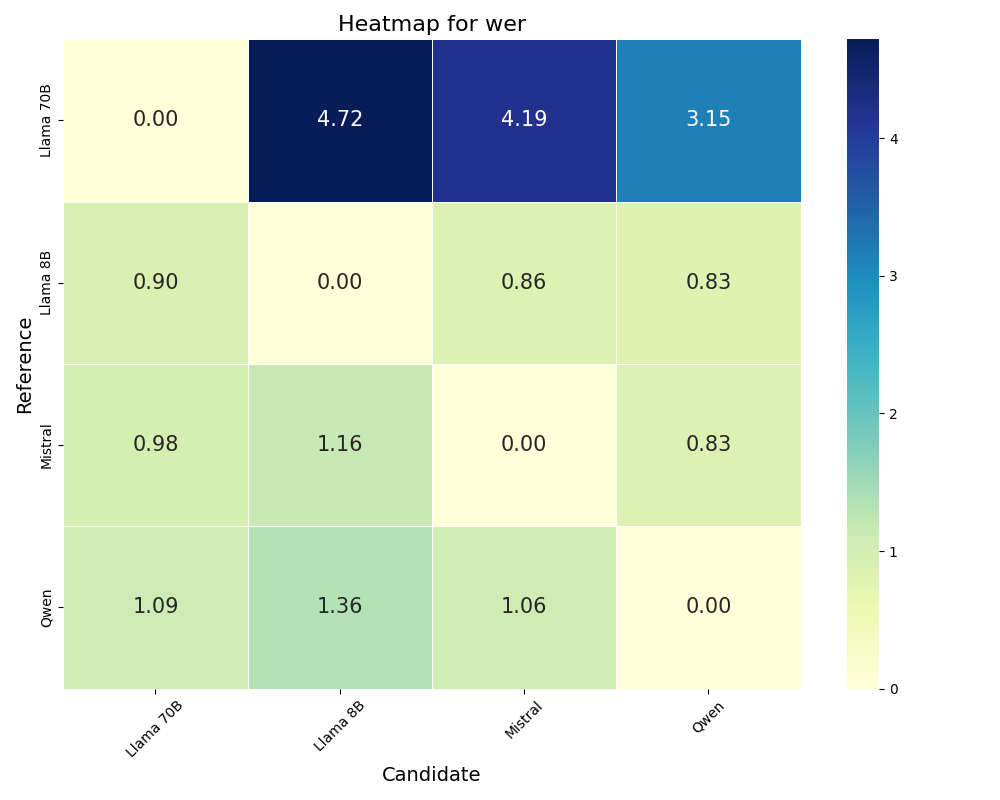 Heatmap for wer
Reference
Llama 70B
0.00 4.72 4.19 3.15
Llama 8B
0.90 0.00 0.86 0.83
Mistral
0.98 1.16 0.00 0.83
Qwen
1.09 1.36 1.06 0.00
Llama 70B Llama 8B Mistral Qwen
Candidate
4
3
2
1
0